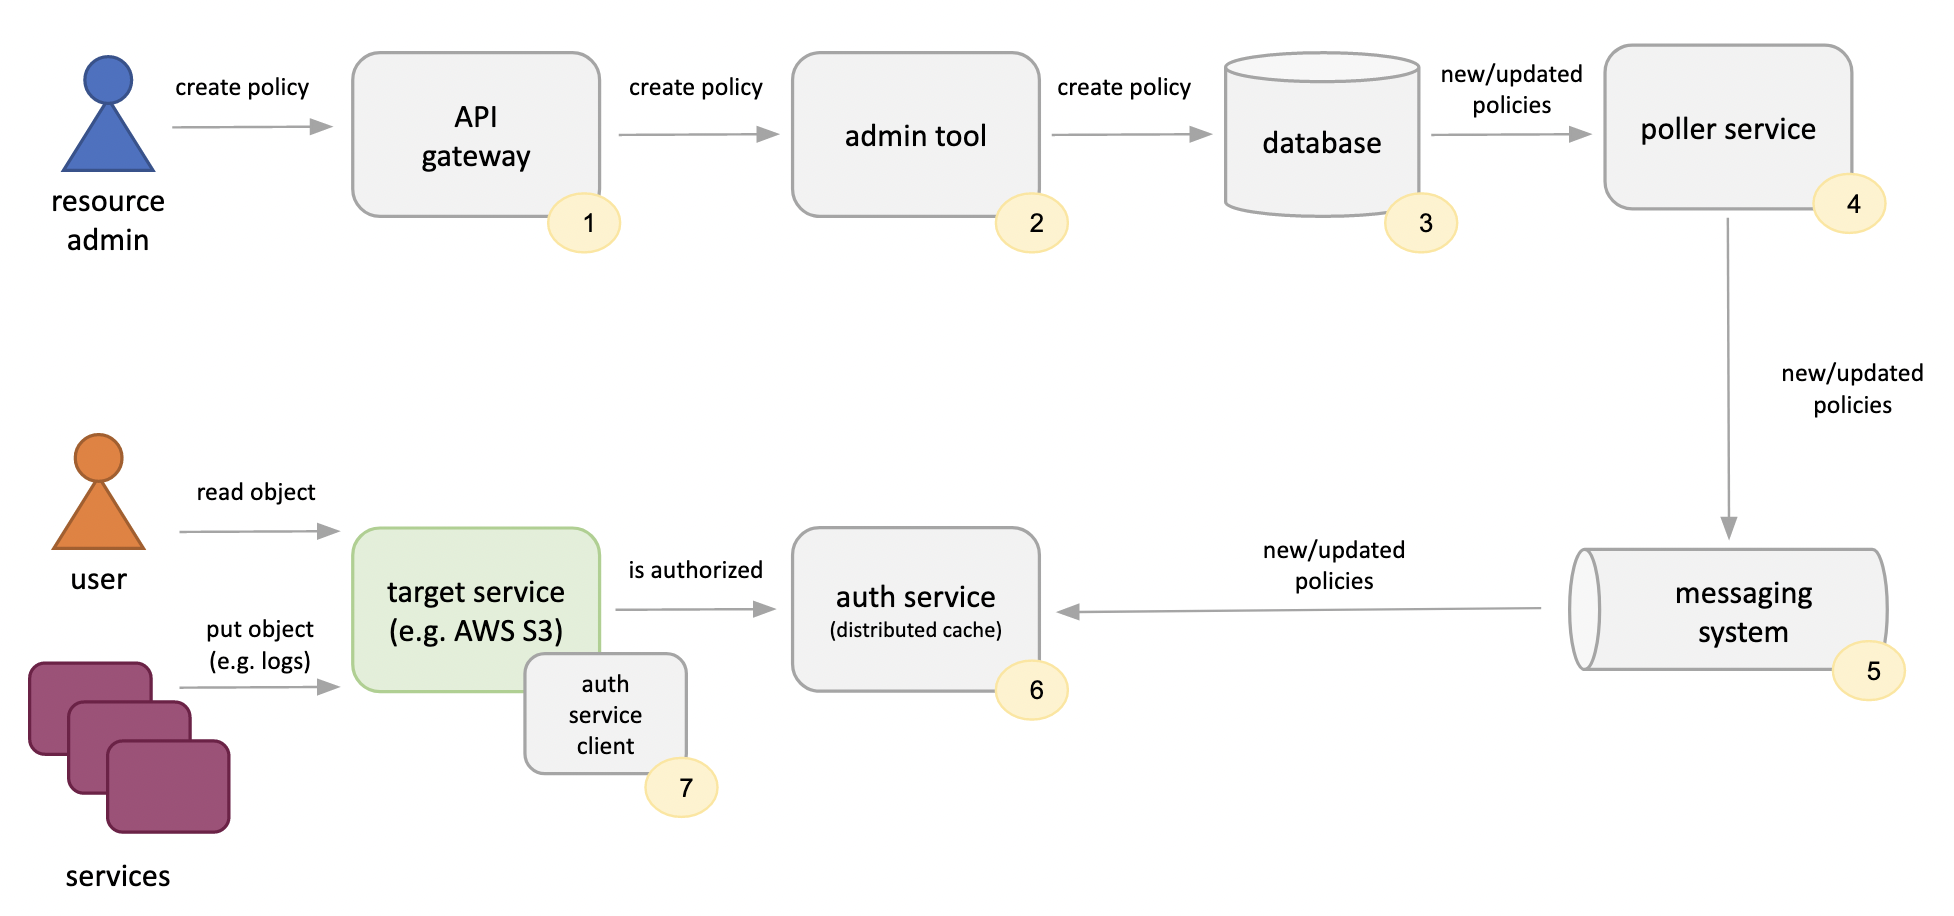 create policy
API
gateway
1
create policy
admin tool
2
create policy
database
3
new/updated
policies
poller service
4
resource
admin
new/updated
policies
user
read object
put object
(e.g. logs)
services
target service
(e.g. AWS S3)
auth
service
client
7
is authorized
auth service
(distributed cache)
6
new/updated
policies
messaging
system
5